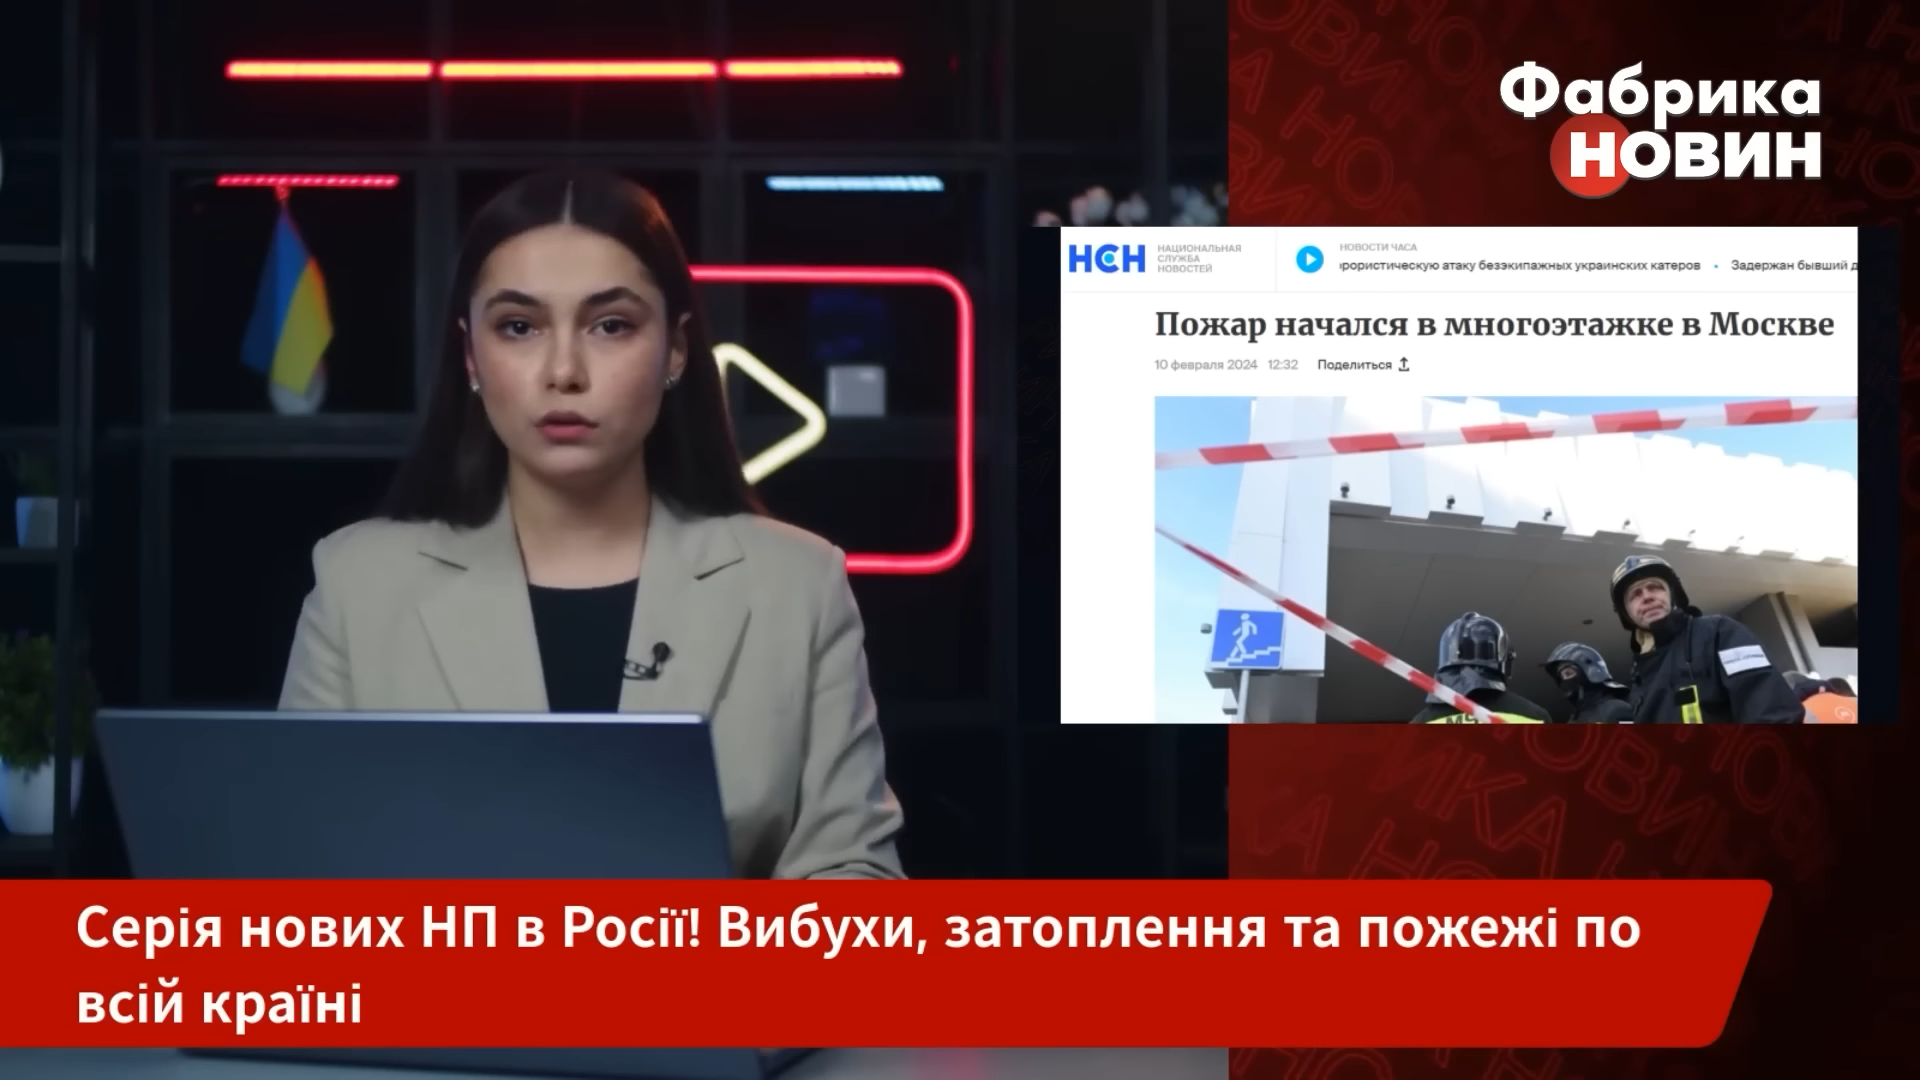 Фабрика
НОВИН
НСН
НАЦИОНАЛЬНАЯ
СЛУЖБА
НОВОСТЕЙ
НОВОСТИ ЧАСА
рористическую атаку безэкипажных украинских катеров • Задержан бывший д
Пожар начался в многоэтажке в Москве
10 февраля 2024 12:32 Поделиться
Серія нових НП в Росії! Вибухи, затоплення та пожежі по
всій країні